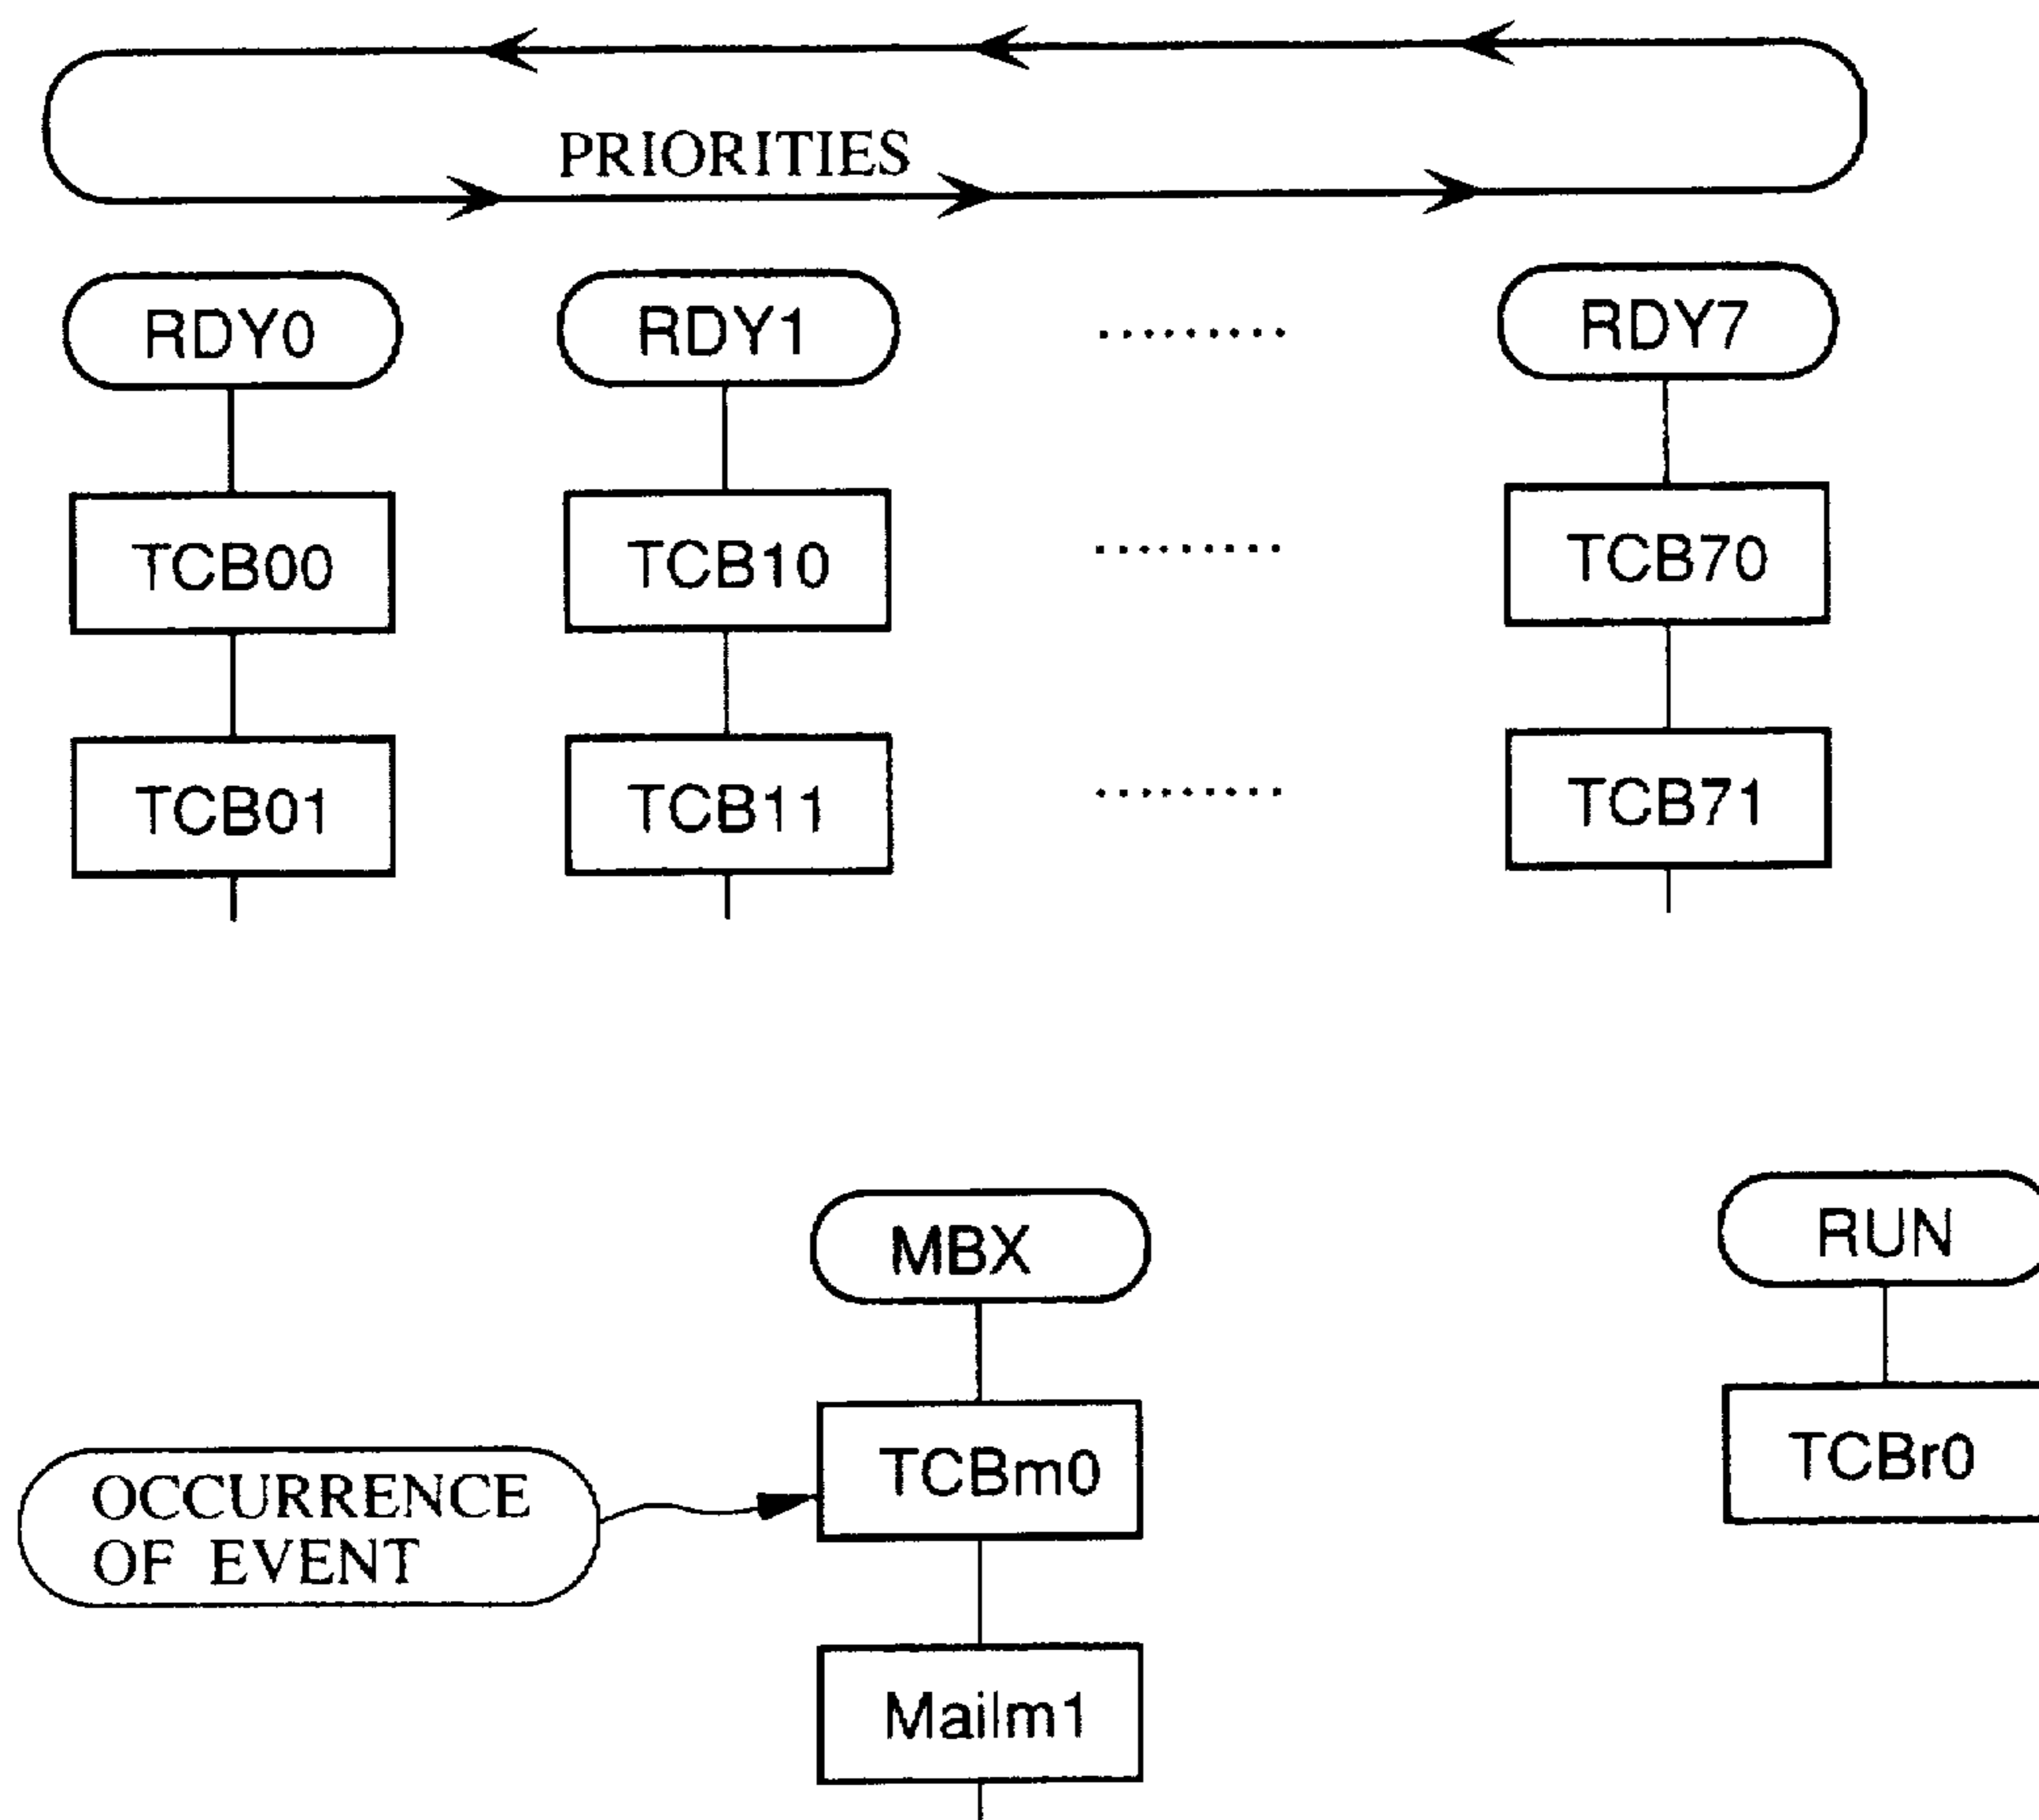 PRIORITIES
RDY0 RDY1 ......... RDY7
TCB00 TCB10 ......... TCB70
TCB01 TCB11 ......... TCB71
MBX RUN
TCBm0 TCBr0
OCCURRENCE
OF EVENT
Mailm1